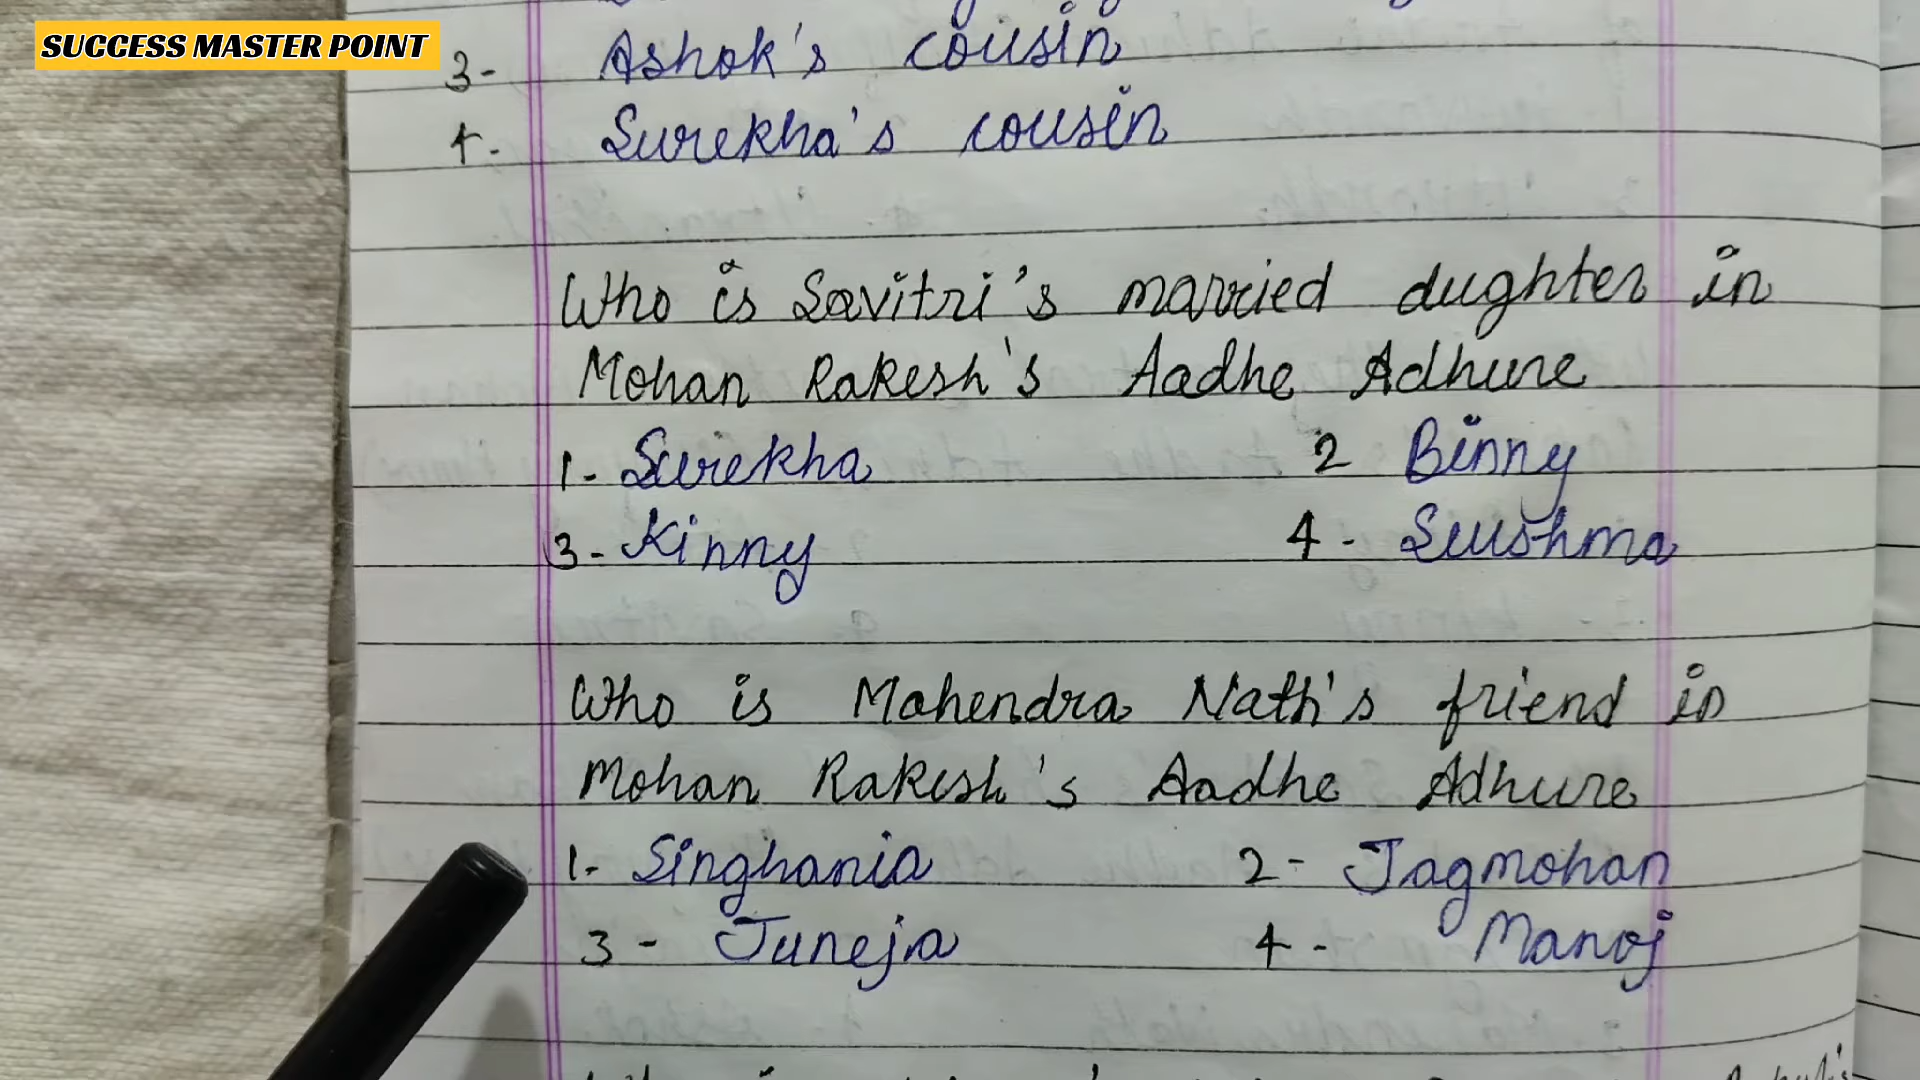 SUCCESS MASTER POINT
3- Ashok's cousin
4. Surekha's cousin
Who is Savitri's married dughter in
Mohan Rakesh's Aadhe Adhure
1- Surekha 2 Binny
3- Kinny 4- Sushma
Who is Mahendra Nath's friend in
Mohan Rakesh's Aadhe Adhure
1- Singhania 2- Jagmohan
3- Juneja 4- Manoj